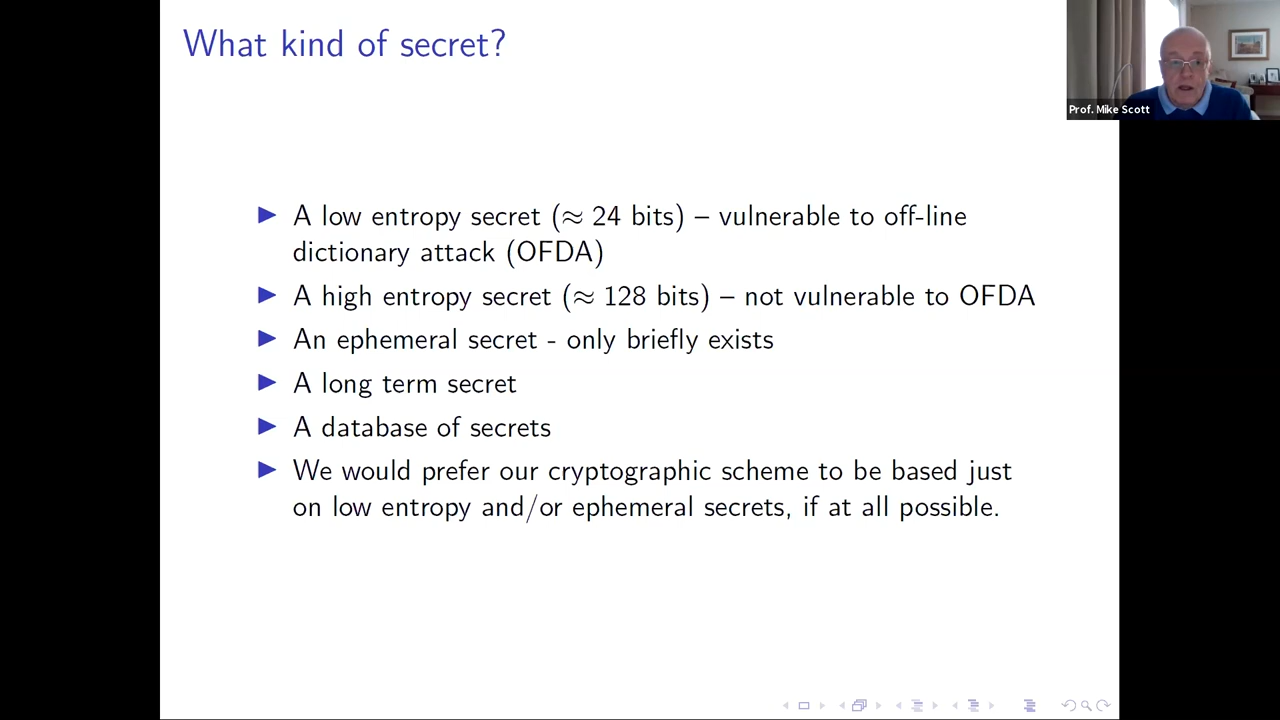 What kind of secret?
Prof. Mike Scott
A low entropy secret (≈ 24 bits) – vulnerable to off-line
dictionary attack (OFDA)
A high entropy secret (≈ 128 bits) – not vulnerable to OFDA
An ephemeral secret - only briefly exists
A long term secret
A database of secrets
We would prefer our cryptographic scheme to be based just
on low entropy and/or ephemeral secrets, if at all possible.